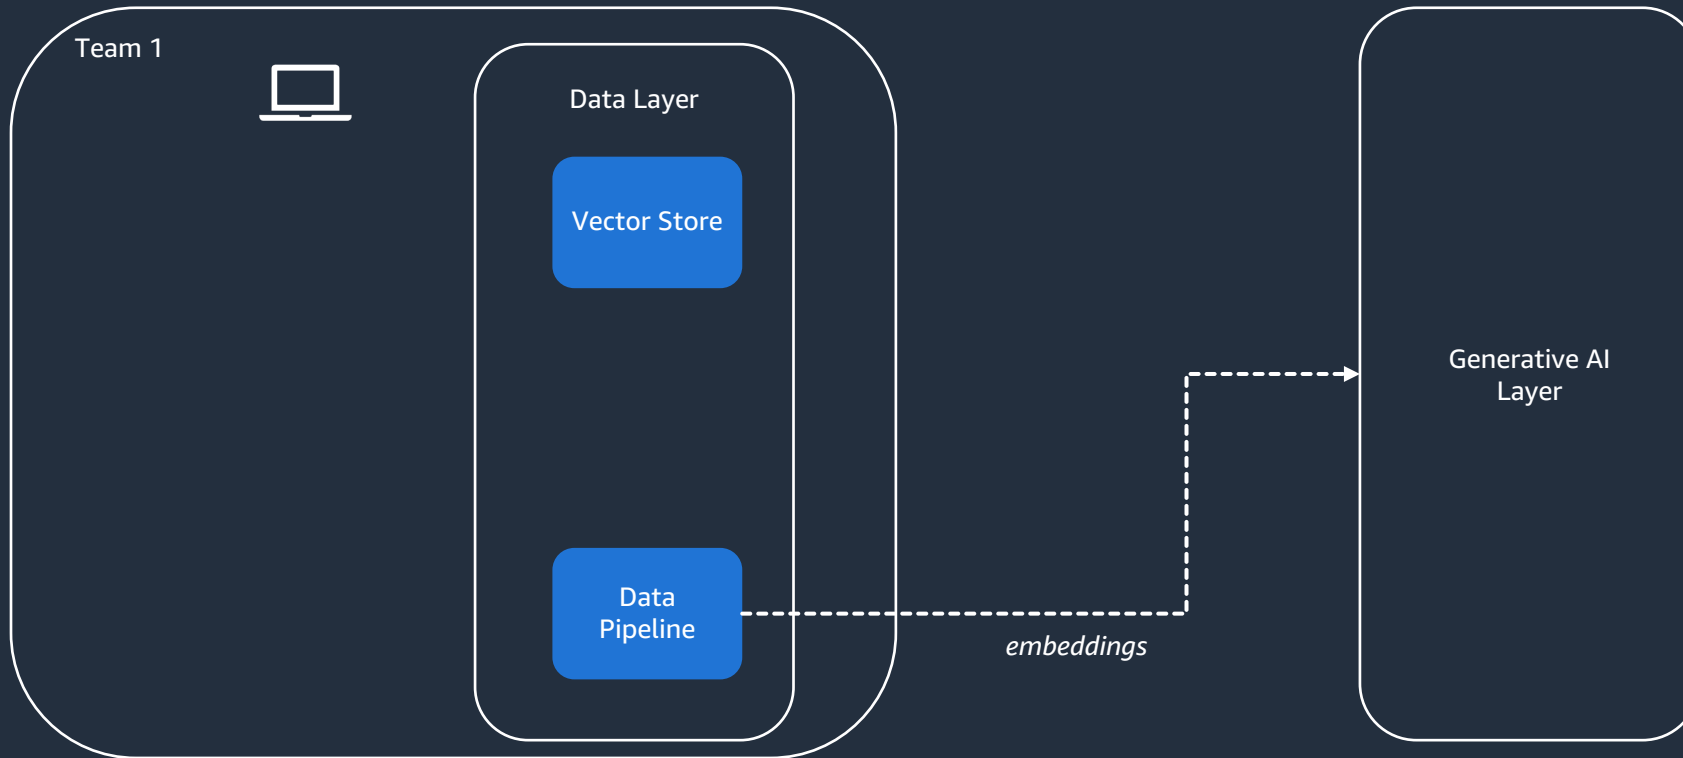 Team 1
Data Layer
Vector Store
Data
Pipeline
embeddings
Generative AI
Layer